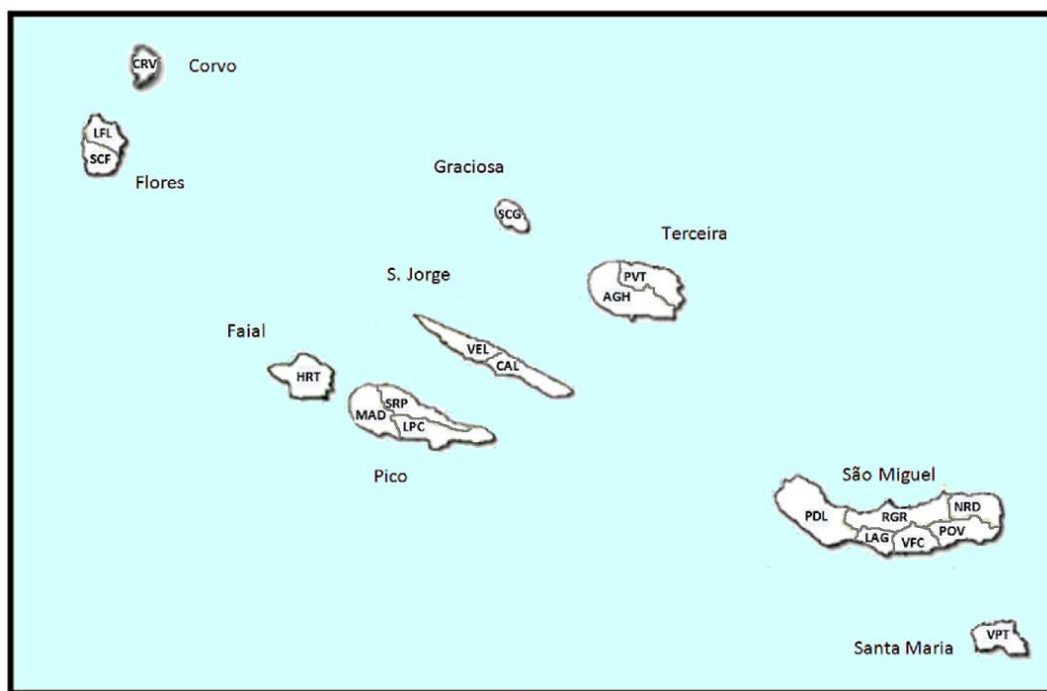 CRV
Corvo
LFL
SCF
Flores
Graciosa
SCG
Terceira
PVT
AGH
S. Jorge
VEL
CAL
Faial
HRT
SRP
MAD
LPC
Pico
São Miguel
PDL
RGR
NRD
LAG
VFC
POV
Santa Maria
VPT